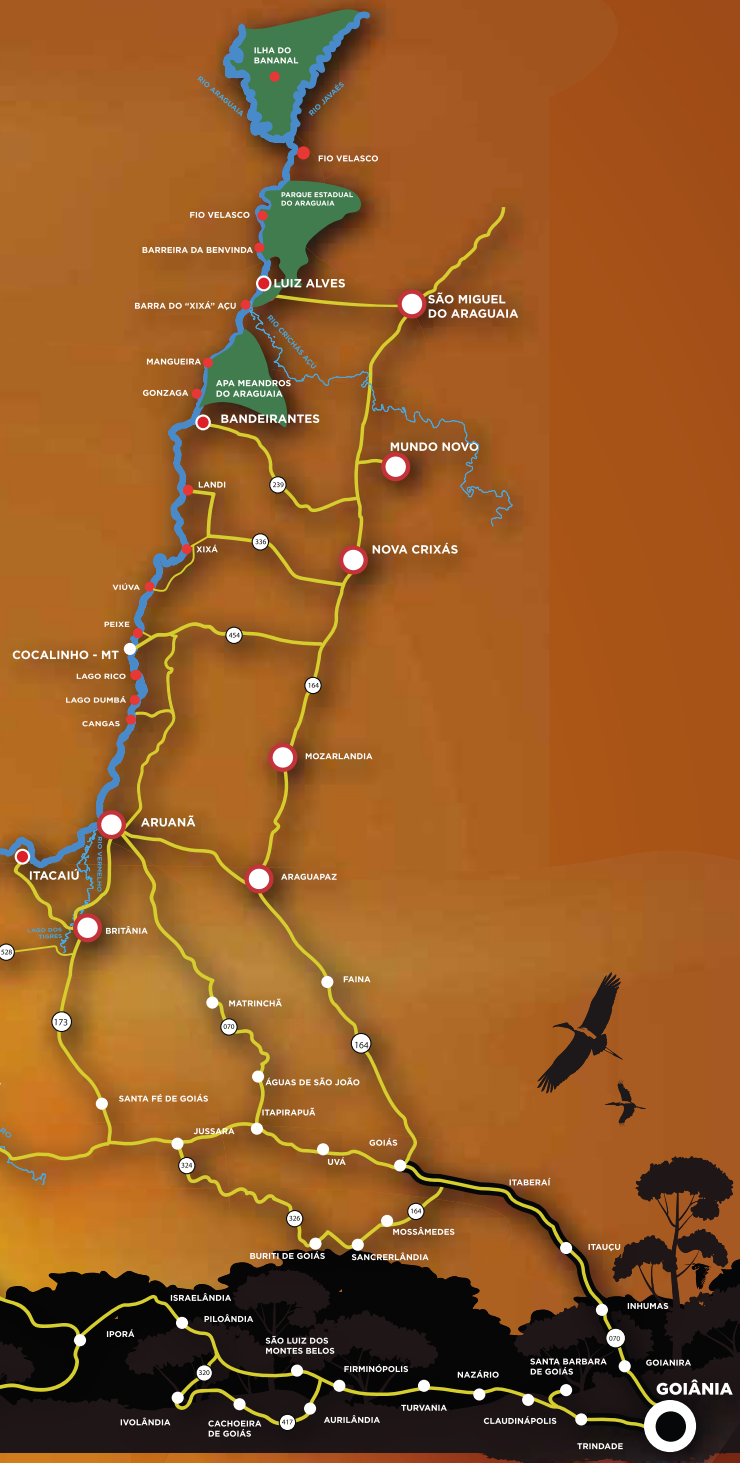 ILHA DO
BANANAL
RIO ARAGUAIA
RIO JAVAÉS
FIO VELASCO
PARQUE ESTADUAL
DO ARAGUAIA
FIO VELASCO
BARREIRA DA BENVINDA
LUIZ ALVES
SÃO MIGUEL
DO ARAGUAIA
BARRA DO “XIXÁ” AÇU
RIO CRICHÁS AÇU
MANGUEIRA
GONZAGA
APA MEANDROS
DO ARAGUAIA
BANDEIRANTES
MUNDO NOVO
LANDI
239
336
XIXÁ
NOVA CRIXÁS
VIÚVA
PEIXE
454
COCALINHO - MT
LAGO RICO
164
LAGO DUMBÁ
CANGAS
MOZARLANDIA
ARUANÃ
RIO VERMELHO
ITACAIÚ
ARAGUAPAZ
LAGO DOS
TIGRES
BRITÂNIA
528
FAINA
MATRINCHÃ
173
070
164
ÁGUAS DE SÃO JOÃO
SANTA FÉ DE GOIÁS
ITAPIRAPUÃ
JUSSARA
GOIÁS
UVÁ
324
ITABERAÍ
326
164
MOSSÂMEDES
ITAUÇU
BURITI DE GOIÁS
SANCRERLÂNDIA
ISRAELÂNDIA
PILOÂNDIA
INHUMAS
IPORÁ
070
SÃO LUIZ DOS
MONTES BELOS
FIRMINÓPOLIS
NAZÁRIO
SANTA BARBARA
DE GOIÁS
GOIANIRA
320
GOIÂNIA
IVOLÂNDIA
CACHOEIRA
DE GOIÁS
417
AURILÂNDIA
TURVANIA
CLAUDINÁPOLIS
TRINDADE